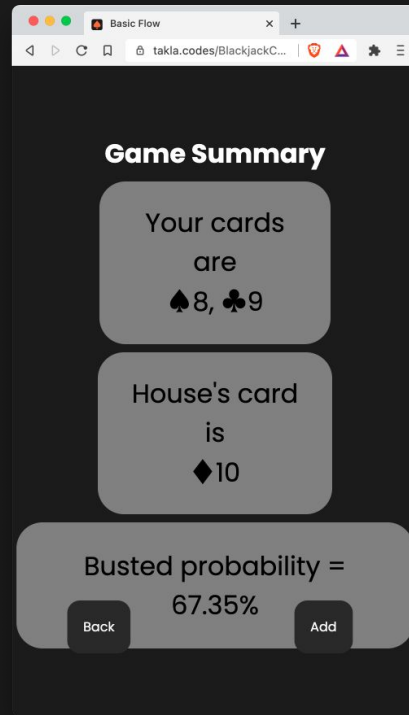 Basic Flow
takla.codes/BlackjackC...
Game Summary
Your cards
are
♠8, ♣9
House's card
is
♦10
Busted probability =
67.35%
Back
Add